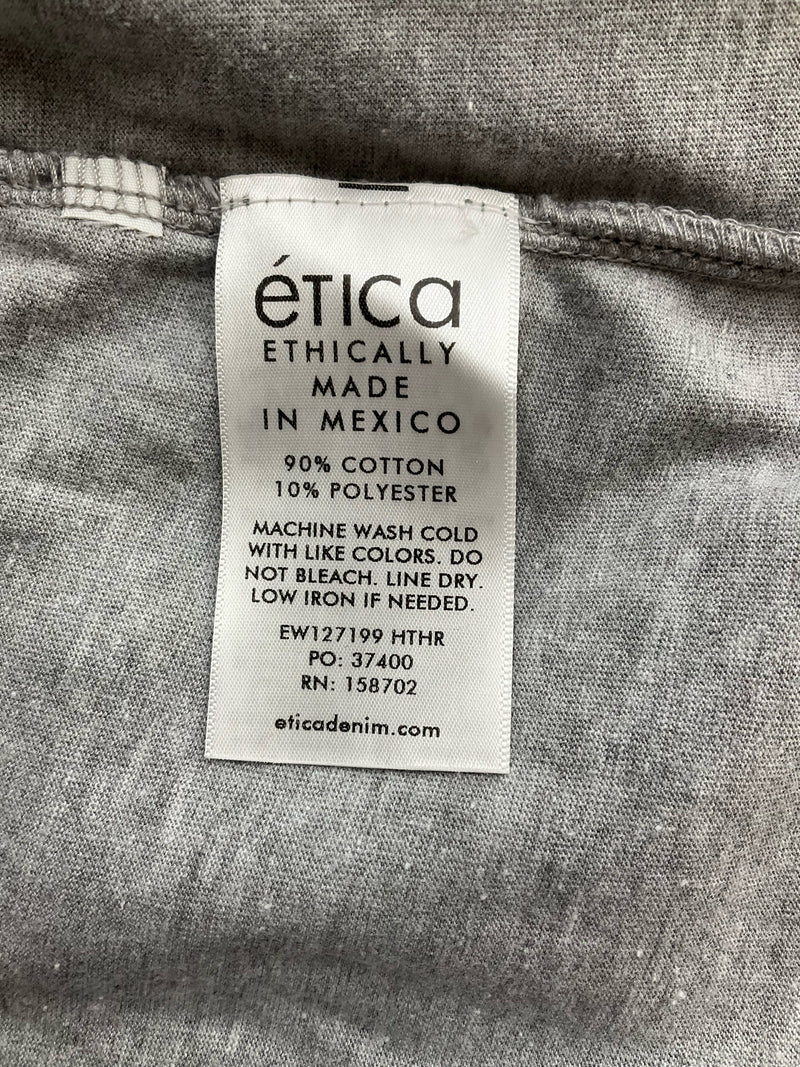 éTica
ETHICALLY
MADE
IN MEXICO
90% COTTON
10% POLYESTER
MACHINE WASH COLD
WITH LIKE COLORS. DO
NOT BLEACH. LINE DRY.
LOW IRON IF NEEDED.
EW127199 HTHR
PO: 37400
RN: 158702
eticadenim.com